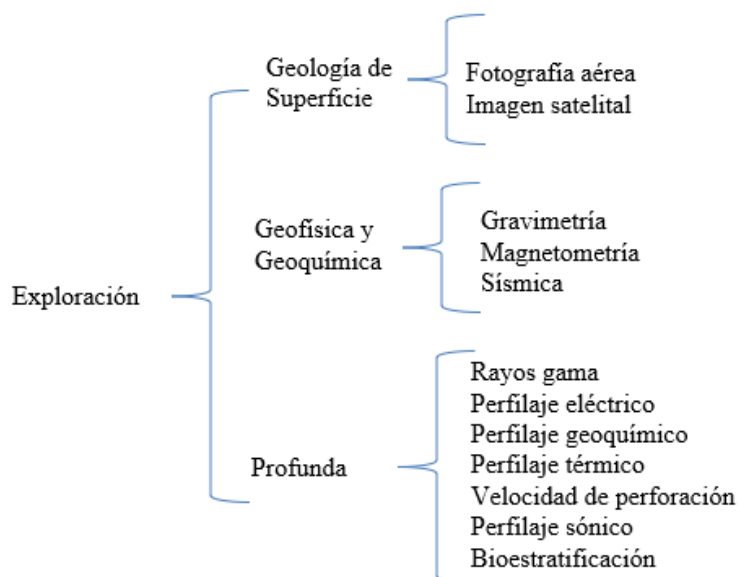 Exploración
Geología de
Superficie
Fotografía aérea
Imagen satelital
Geofísica y
Geoquímica
Gravimetría
Magnetometría
Sísmica
Profunda
Rayos gama
Perfilaje eléctrico
Perfilaje geoquímico
Perfilaje térmico
Velocidad de perforación
Perfilaje sónico
Bioestratificación